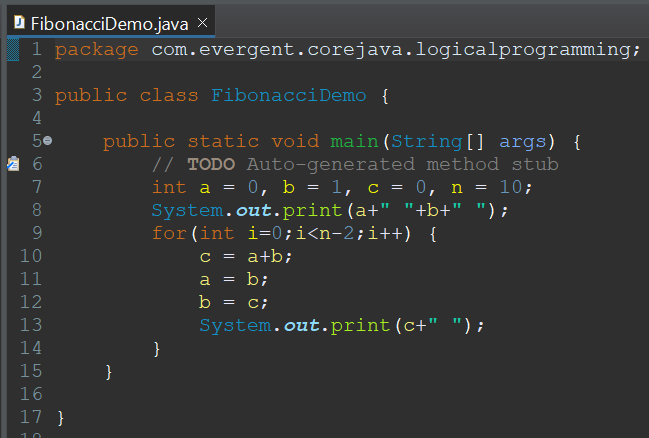 FibonacciDemo.java
1 package com.evergent.corejava.logicalprogramming;
2
3 public class FibonacciDemo {
4
5     public static void main(String[] args) {
6         // TODO Auto-generated method stub
7         int a = 0, b = 1, c = 0, n = 10;
8         System.out.print(a+" "+b+" ");
9         for(int i=0;i<n-2;i++) {
10             c = a+b;
11             a = b;
12             b = c;
13             System.out.print(c+" ");
14         }
15     }
16
17 }